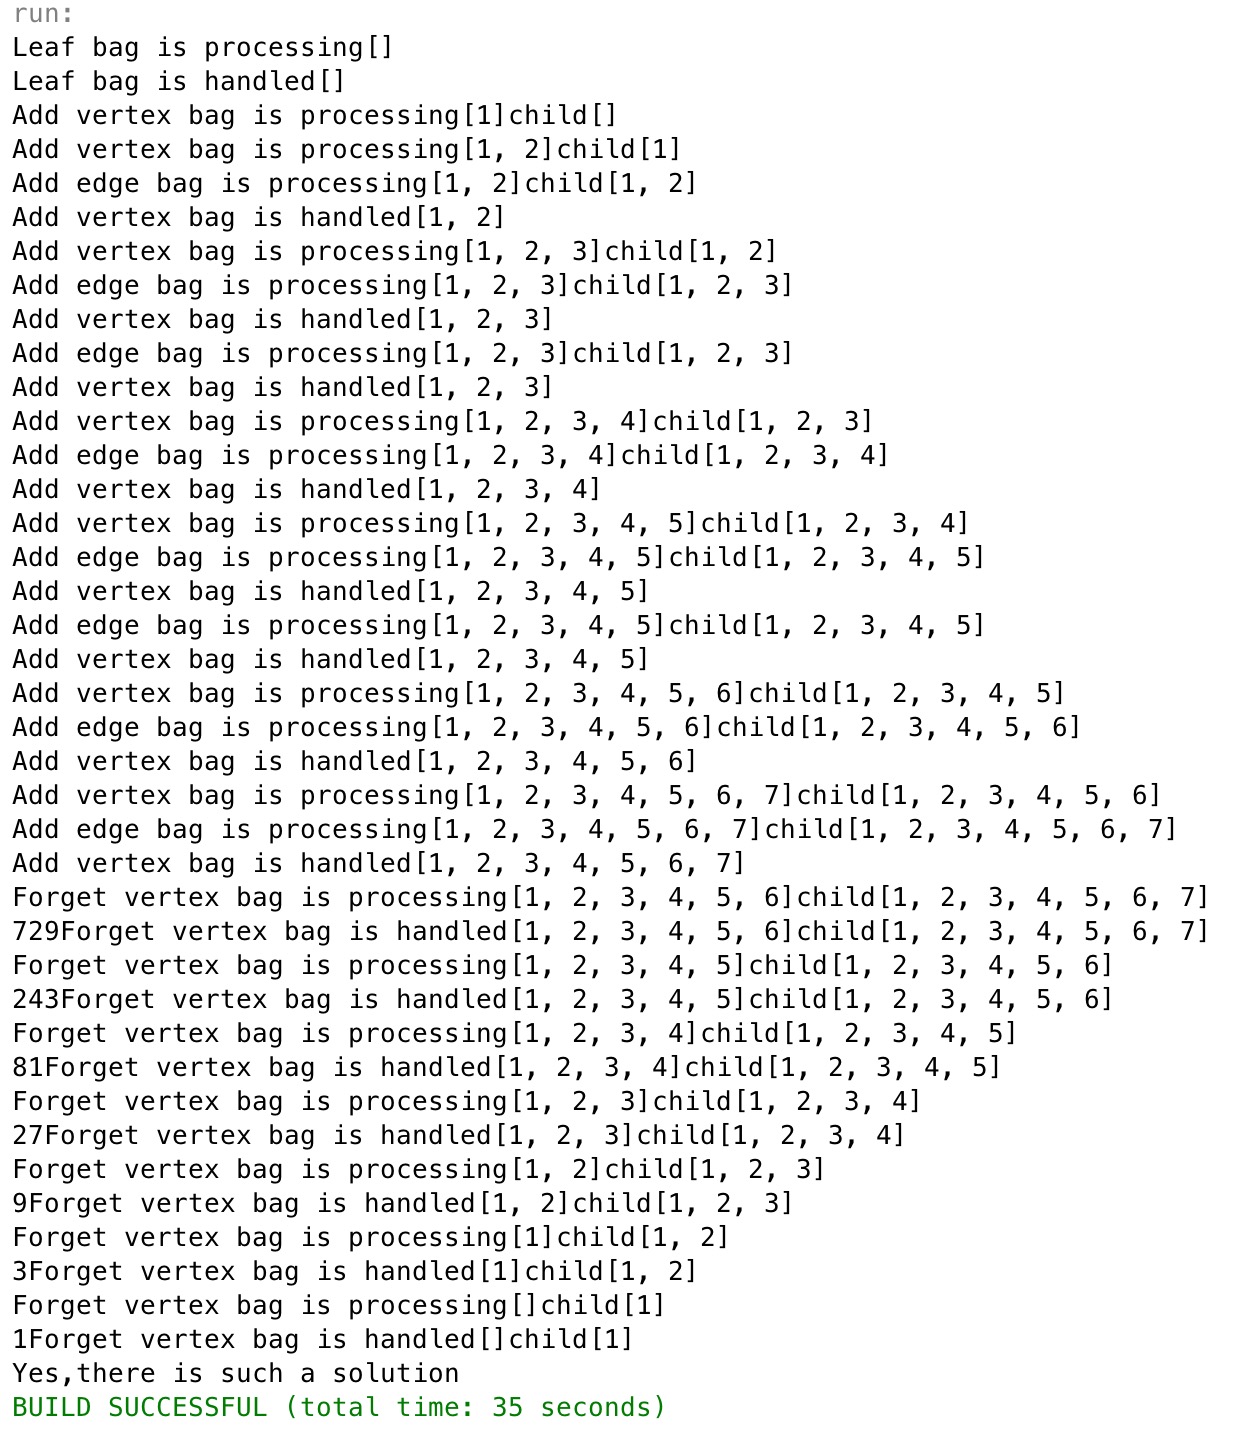 run:
Leaf bag is processing[]
Leaf bag is handled[]
Add vertex bag is processing[1]child[]
Add vertex bag is processing[1, 2]child[1]
Add edge bag is processing[1, 2]child[1, 2]
Add vertex bag is handled[1, 2]
Add vertex bag is processing[1, 2, 3]child[1, 2]
Add edge bag is processing[1, 2, 3]child[1, 2, 3]
Add vertex bag is handled[1, 2, 3]
Add edge bag is processing[1, 2, 3]child[1, 2, 3]
Add vertex bag is handled[1, 2, 3]
Add vertex bag is processing[1, 2, 3, 4]child[1, 2, 3]
Add edge bag is processing[1, 2, 3, 4]child[1, 2, 3, 4]
Add vertex bag is handled[1, 2, 3, 4]
Add vertex bag is processing[1, 2, 3, 4, 5]child[1, 2, 3, 4]
Add edge bag is processing[1, 2, 3, 4, 5]child[1, 2, 3, 4, 5]
Add vertex bag is handled[1, 2, 3, 4, 5]
Add edge bag is processing[1, 2, 3, 4, 5]child[1, 2, 3, 4, 5]
Add vertex bag is handled[1, 2, 3, 4, 5]
Add vertex bag is processing[1, 2, 3, 4, 5, 6]child[1, 2, 3, 4, 5]
Add edge bag is processing[1, 2, 3, 4, 5, 6]child[1, 2, 3, 4, 5, 6]
Add vertex bag is handled[1, 2, 3, 4, 5, 6]
Add vertex bag is processing[1, 2, 3, 4, 5, 6, 7]child[1, 2, 3, 4, 5, 6]
Add edge bag is processing[1, 2, 3, 4, 5, 6, 7]child[1, 2, 3, 4, 5, 6, 7]
Add vertex bag is handled[1, 2, 3, 4, 5, 6, 7]
Forget vertex bag is processing[1, 2, 3, 4, 5, 6]child[1, 2, 3, 4, 5, 6, 7]
729Forget vertex bag is handled[1, 2, 3, 4, 5, 6]child[1, 2, 3, 4, 5, 6, 7]
Forget vertex bag is processing[1, 2, 3, 4, 5]child[1, 2, 3, 4, 5, 6]
243Forget vertex bag is handled[1, 2, 3, 4, 5]child[1, 2, 3, 4, 5, 6]
Forget vertex bag is processing[1, 2, 3, 4]child[1, 2, 3, 4, 5]
81Forget vertex bag is handled[1, 2, 3, 4]child[1, 2, 3, 4, 5]
Forget vertex bag is processing[1, 2, 3]child[1, 2, 3, 4]
27Forget vertex bag is handled[1, 2, 3]child[1, 2, 3, 4]
Forget vertex bag is processing[1, 2]child[1, 2, 3]
9Forget vertex bag is handled[1, 2]child[1, 2, 3]
Forget vertex bag is processing[1]child[1, 2]
3Forget vertex bag is handled[1]child[1, 2]
Forget vertex bag is processing[]child[1]
1Forget vertex bag is handled[]child[1]
Yes,there is such a solution
BUILD SUCCESSFUL (total time: 35 seconds)